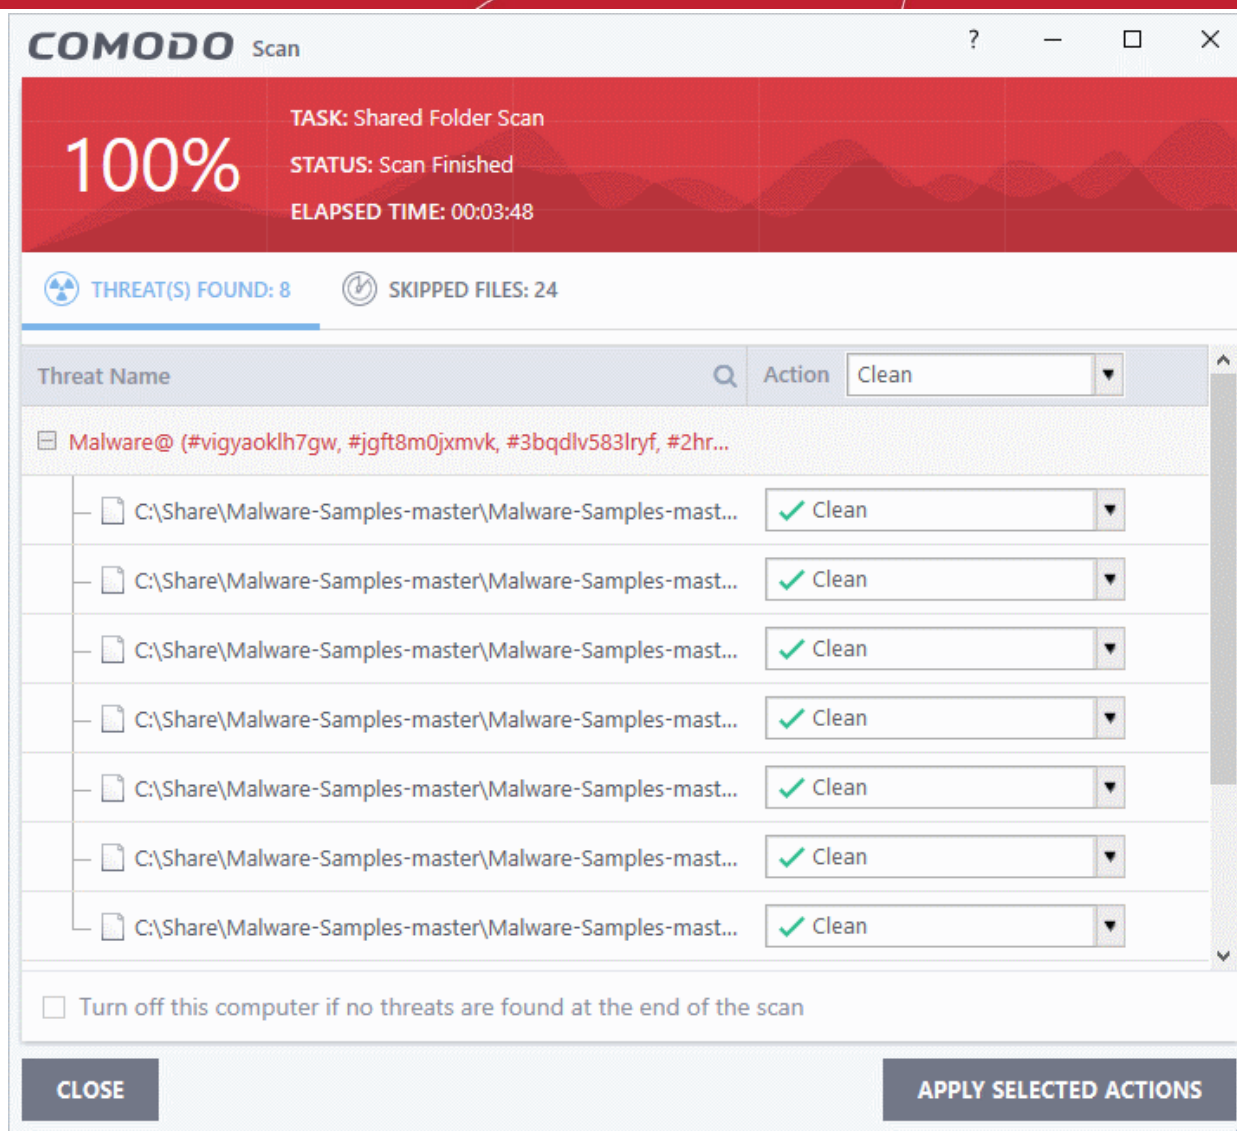 COMODO Scan ?
100%
TASK: Shared Folder Scan
STATUS: Scan Finished
ELAPSED TIME: 00:03:48
THREAT(S) FOUND: 8 SKIPPED FILES: 24
Threat Name Action Clean
Malware@ (#vigyaoklh7gw, #jgft8m0jxmvk, #3bqdlv583lryf, #2hr...
C:\Share\Malware-Samples-master\Malware-Samples-mast... Clean
C:\Share\Malware-Samples-master\Malware-Samples-mast... Clean
C:\Share\Malware-Samples-master\Malware-Samples-mast... Clean
C:\Share\Malware-Samples-master\Malware-Samples-mast... Clean
C:\Share\Malware-Samples-master\Malware-Samples-mast... Clean
C:\Share\Malware-Samples-master\Malware-Samples-mast... Clean
C:\Share\Malware-Samples-master\Malware-Samples-mast... Clean
Turn off this computer if no threats are found at the end of the scan
CLOSE APPLY SELECTED ACTIONS